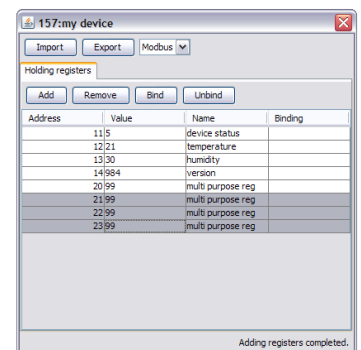 157:my device
Import Export Modbus
Holding registers
Add Remove Bind Unbind
Address Value Name Binding
11 5 device status
12 21 temperature
13 30 humidity
14 984 version
20 99 multi purpose reg
21 99 multi purpose reg
22 99 multi purpose reg
23 99 multi purpose reg
Adding registers completed.